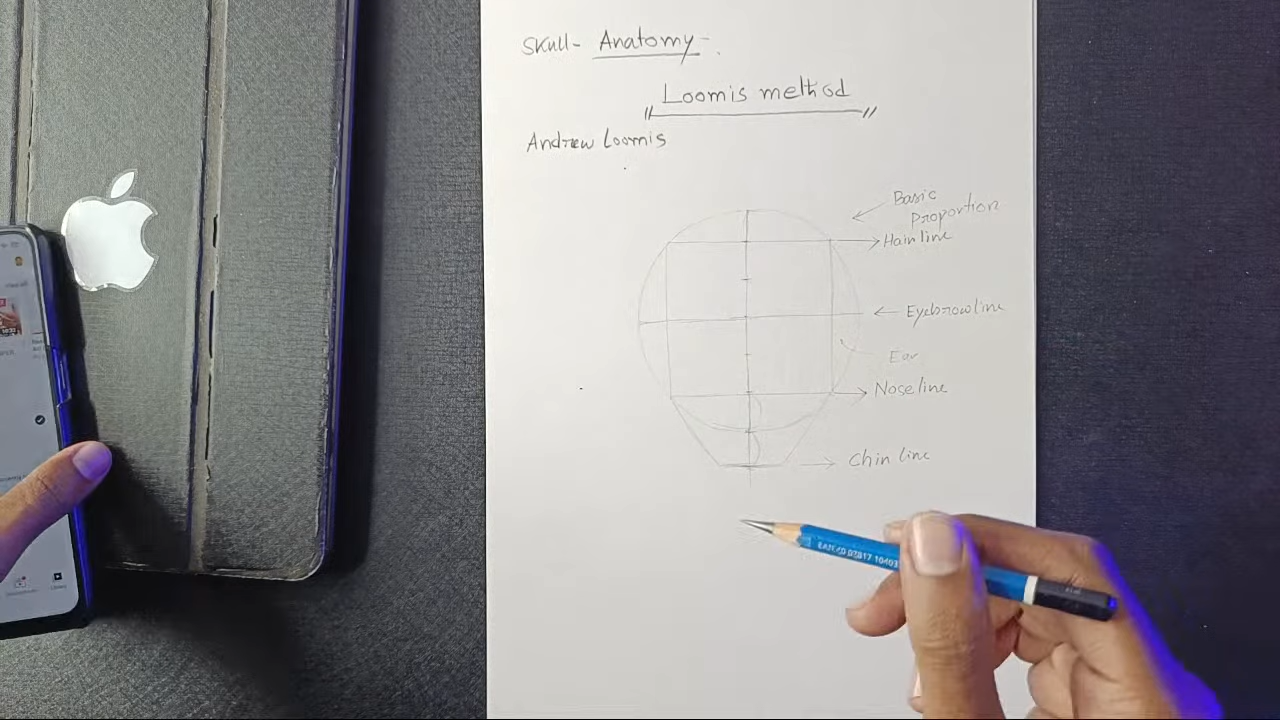 Skull- Anatomy-.
Loomis method
Andrew Loomis
Basic
Proportion
Hairline
Eyebrowline
Ear
Noseline
Chin line